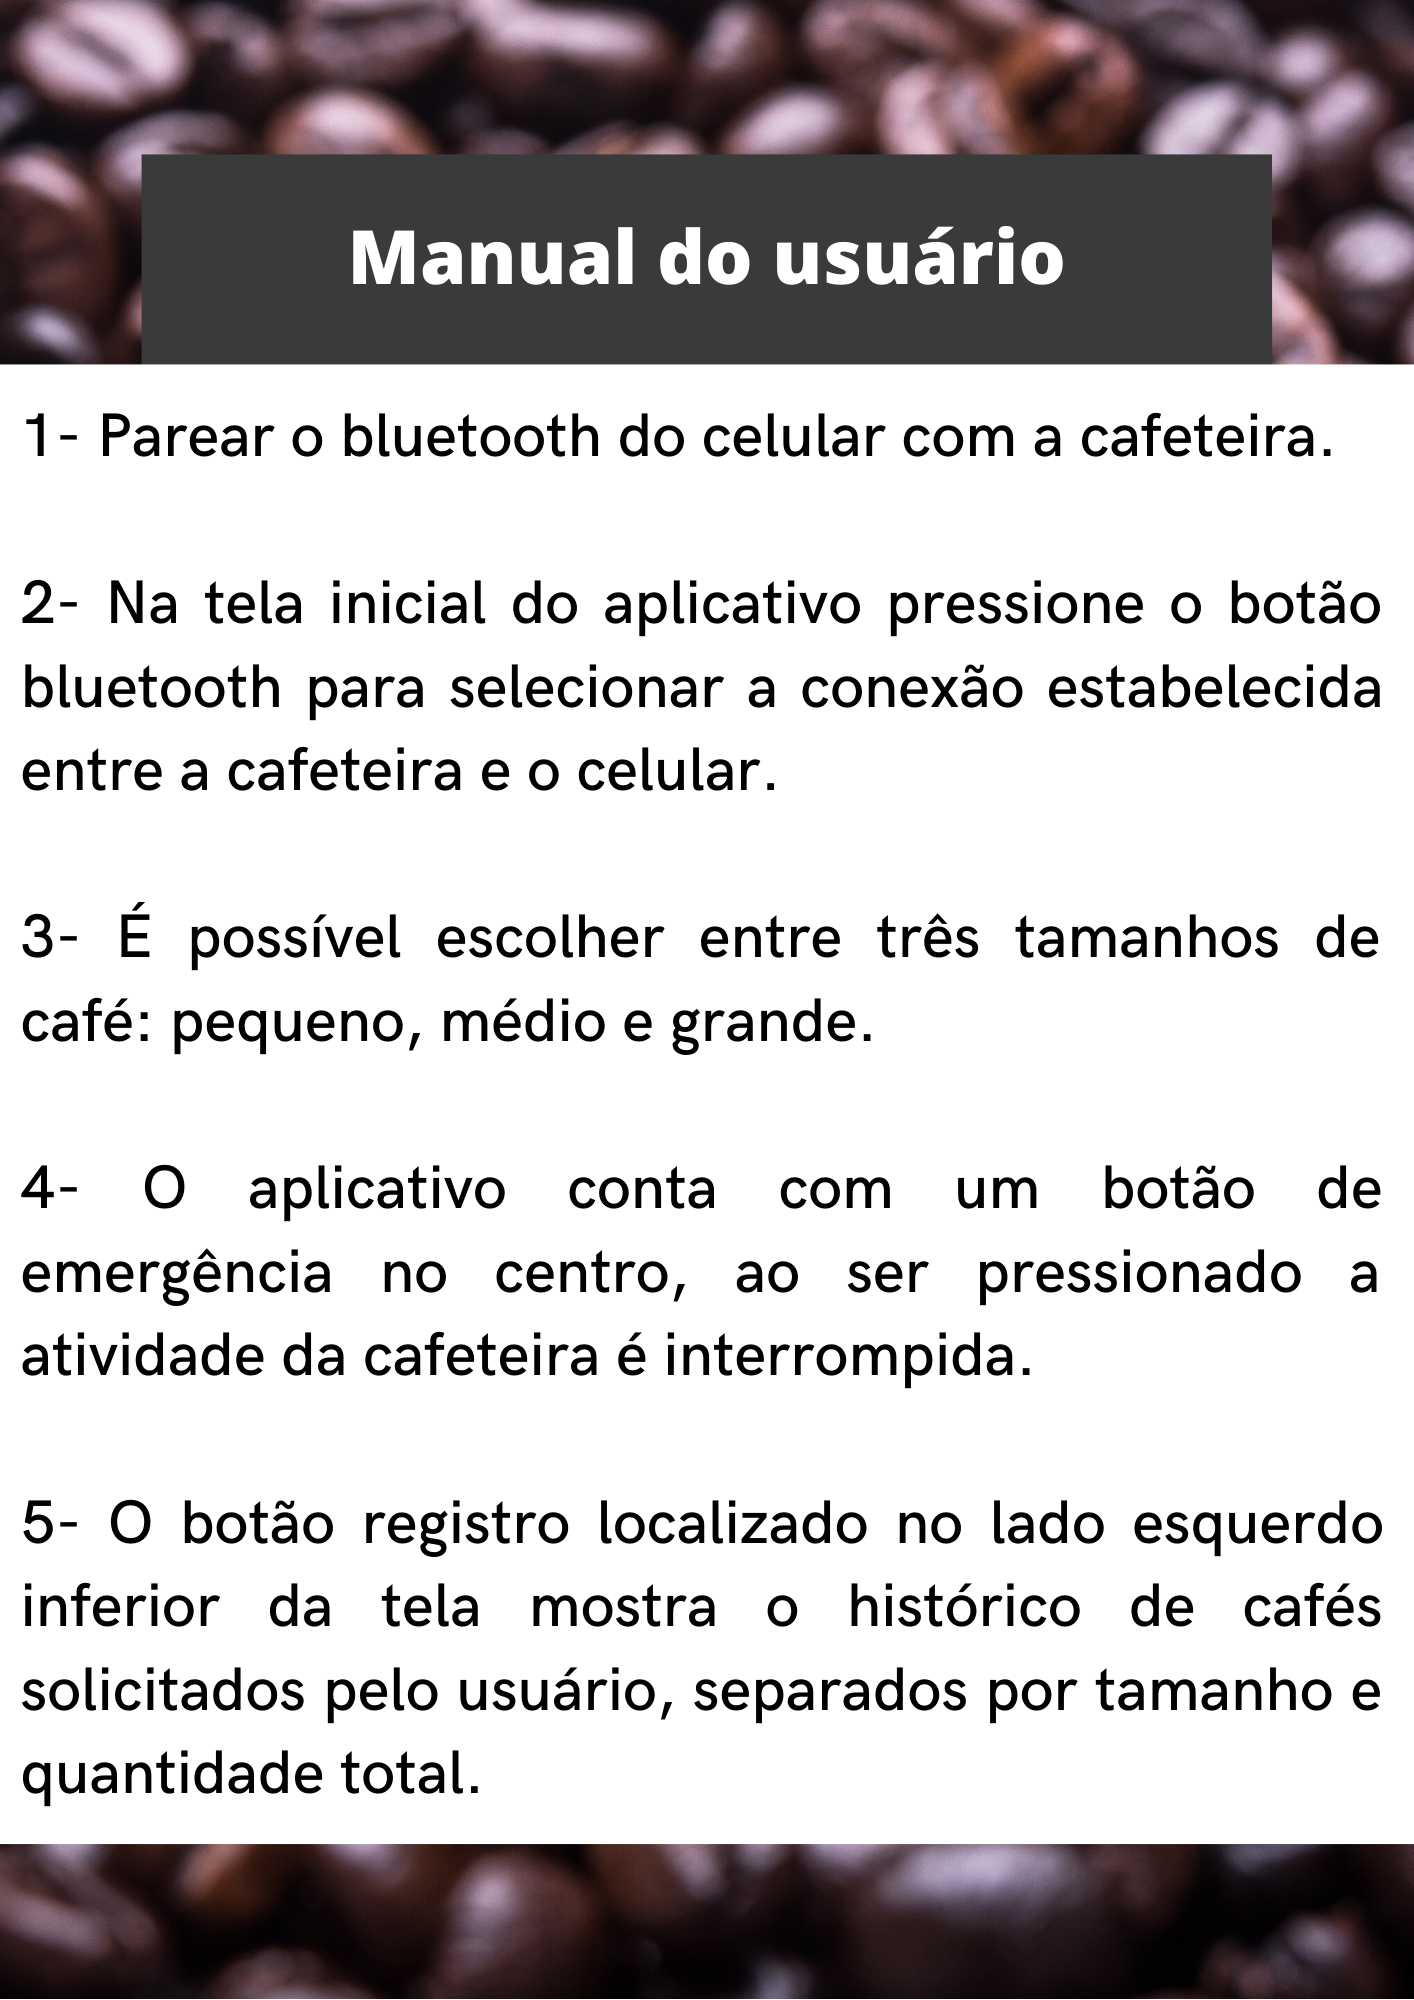 Manual do usuário
1- Parear o bluetooth do celular com a cafeteira.
2- Na tela inicial do aplicativo pressione o botão
bluetooth para selecionar a conexão estabelecida
entre a cafeteira e o celular.
3- É possível escolher entre três tamanhos de
café: pequeno, médio e grande.
4- O aplicativo conta com um botão de
emergência no centro, ao ser pressionado a
atividade da cafeteira é interrompida.
5- O botão registro localizado no lado esquerdo
inferior da tela mostra o histórico de cafés
solicitados pelo usuário, separados por tamanho e
quantidade total.